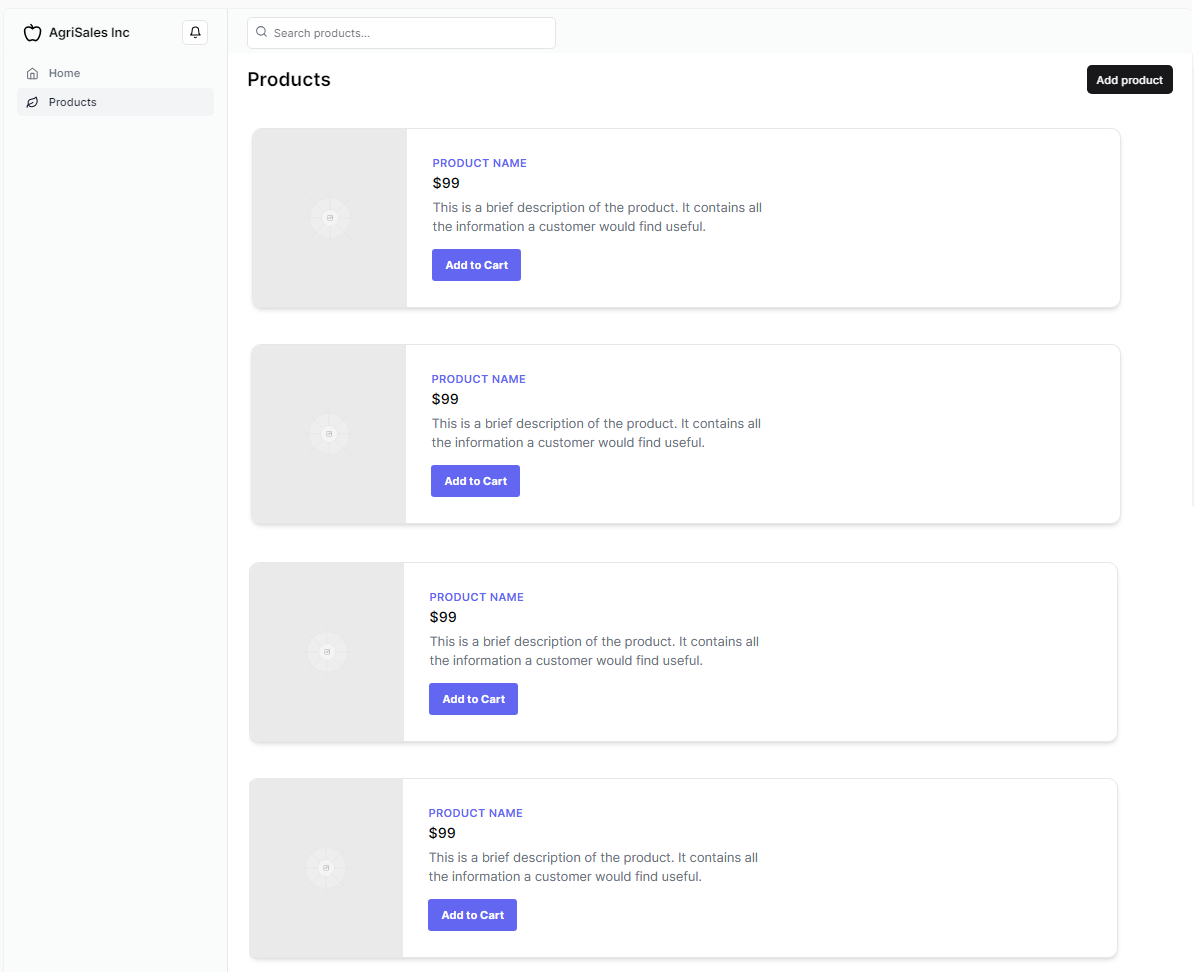 AgriSales Inc
Search products...
Home
Products
Products
Add product
PRODUCT NAME
$99
This is a brief description of the product. It contains all
the information a customer would find useful.
Add to Cart
PRODUCT NAME
$99
This is a brief description of the product. It contains all
the information a customer would find useful.
Add to Cart
PRODUCT NAME
$99
This is a brief description of the product. It contains all
the information a customer would find useful.
Add to Cart
PRODUCT NAME
$99
This is a brief description of the product. It contains all
the information a customer would find useful.
Add to Cart